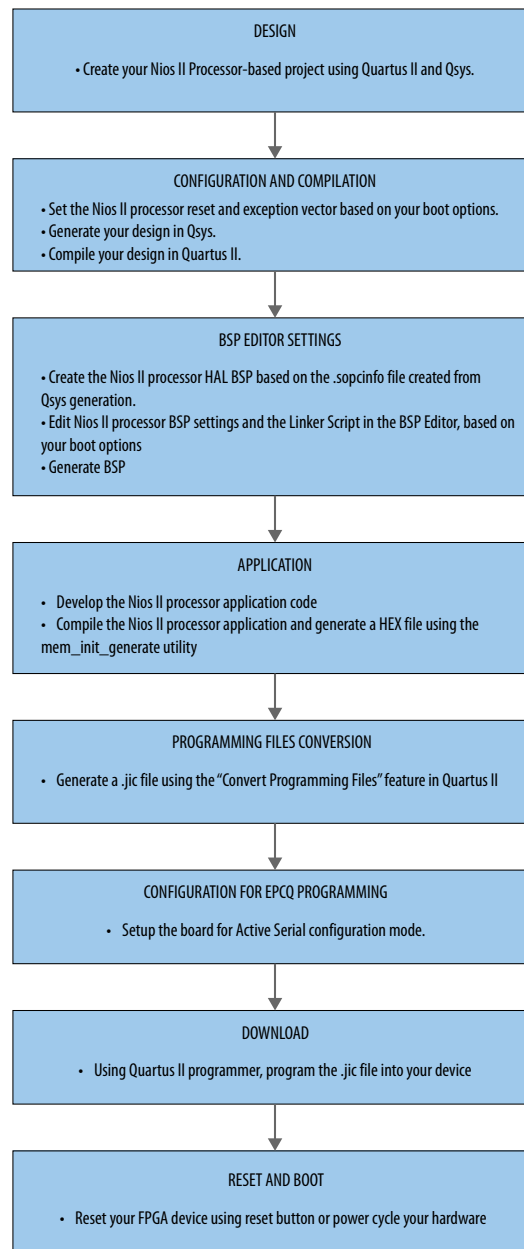 DESIGN
• Create your Nios II Processor-based project using Quartus II and Qsys.
CONFIGURATION AND COMPILATION
• Set the Nios II processor reset and exception vector based on your boot options.
• Generate your design in Qsys.
• Compile your design in Quartus II.
BSP EDITOR SETTINGS
• Create the Nios II processor HAL BSP based on the .sopcinfo file created from
Qsys generation.
• Edit Nios II processor BSP settings and the Linker Script in the BSP Editor, based on
your boot options
• Generate BSP
APPLICATION
• Develop the Nios II processor application code
• Compile the Nios II processor application and generate a HEX file using the
mem_init_generate utility
PROGRAMMING FILES CONVERSION
• Generate a .jic file using the “Convert Programming Files” feature in Quartus II
CONFIGURATION FOR EPCQ PROGRAMMING
• Setup the board for Active Serial configuration mode.
DOWNLOAD
• Using Quartus II programmer, program the .jic file into your device
RESET AND BOOT
• Reset your FPGA device using reset button or power cycle your hardware